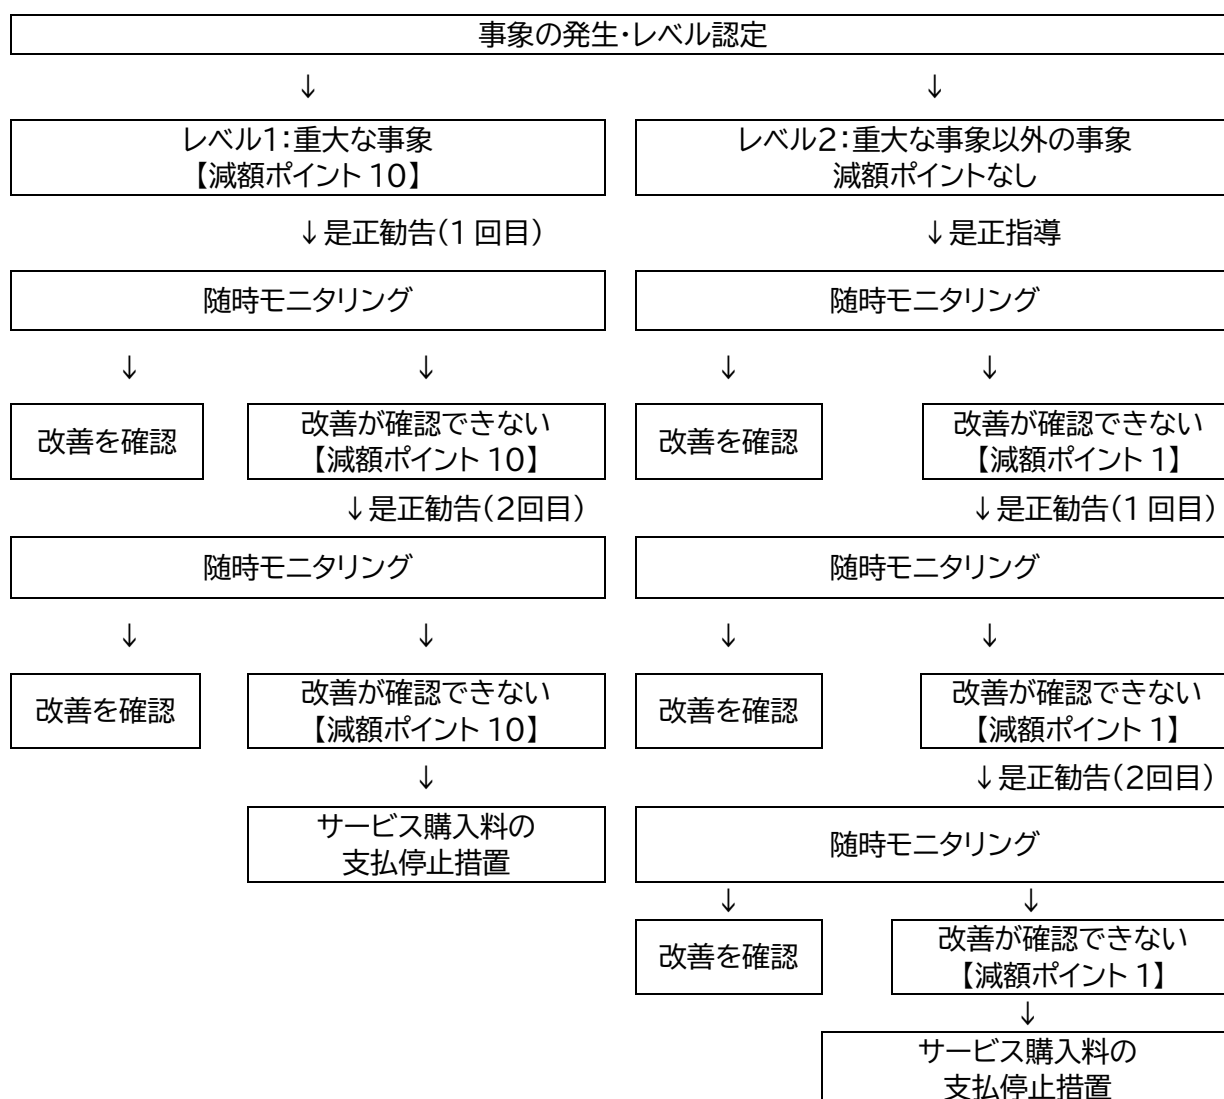 事象の発生・レベル認定
↓ ↓
レベル1：重大な事象
【減額ポイント 10】
レベル2：重大な事象以外の事象
減額ポイントなし
↓是正勧告（1 回目） ↓是正指導
随時モニタリング 随時モニタリング
↓ ↓ ↓ ↓
改善を確認
改善が確認できない
【減額ポイント 10】
改善を確認
改善が確認できない
【減額ポイント 1】
↓是正勧告（2回目） ↓是正勧告（1 回目）
随時モニタリング 随時モニタリング
↓ ↓ ↓ ↓
改善を確認
改善が確認できない
【減額ポイント 10】
改善を確認
改善が確認できない
【減額ポイント 1】
↓ ↓是正勧告（2回目）
サービス購入料の
支払停止措置
随時モニタリング
↓ ↓
改善を確認
改善が確認できない
【減額ポイント 1】
↓
サービス購入料の
支払停止措置